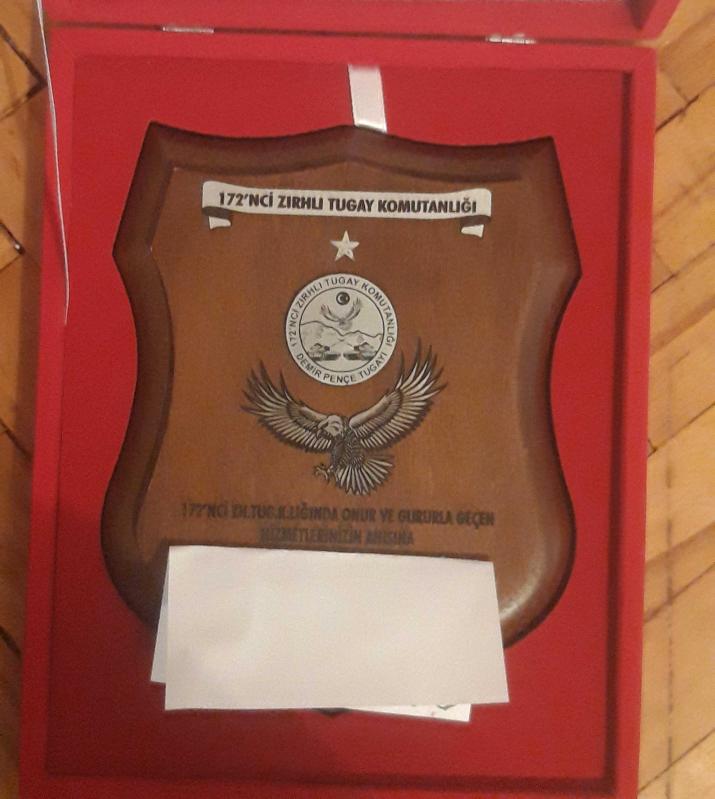 172'NCİ ZIRHLI TUGAY KOMUTANLIĞI
172'NCİ ZIRHLI TUGAY KOMUTANLIĞI
DEMİR PENÇE TUGAYI
172'NCİ ZH.TUG.K.LIĞINDA ONUR VE GURURLA GEÇEN
HİZMETLERİNİZİN ANISINA